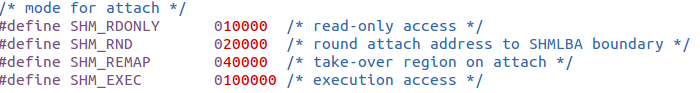 /* mode for attach */
#define SHM_RDONLY 010000 /* read-only access */
#define SHM_RND 020000 /* round attach address to SHMLBA boundary */
#define SHM_REMAP 040000 /* take-over region on attach */
#define SHM_EXEC 0100000 /* execution access */